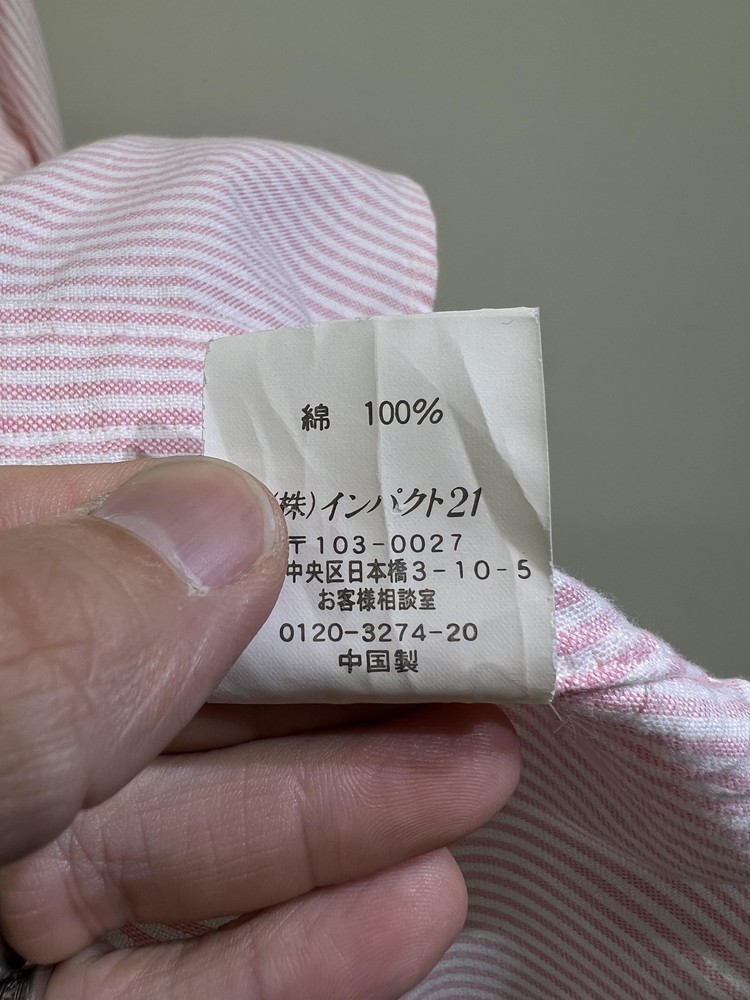 綿 100%
(株)インパクト21
〒103-0027
中央区日本橋3-10-5
お客様相談室
0120-3274-20
中国製